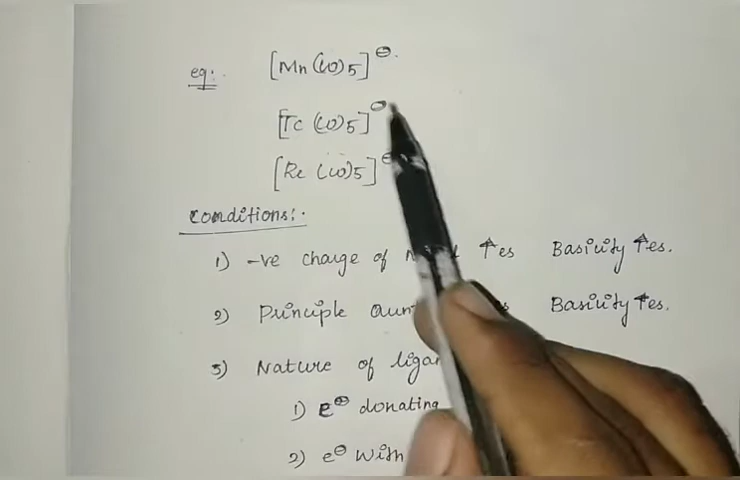 eg:. [Mn (CO)5]⊖.
[Tc (CO)5]⊖
[Re (CO)5]⊖
Conditions:.
1) -ve charge of ↑es Basicity ↑es.
2) Principle Basicity ↑es.
3) Nature of
1) E⊖ donating
2) e⊖ with